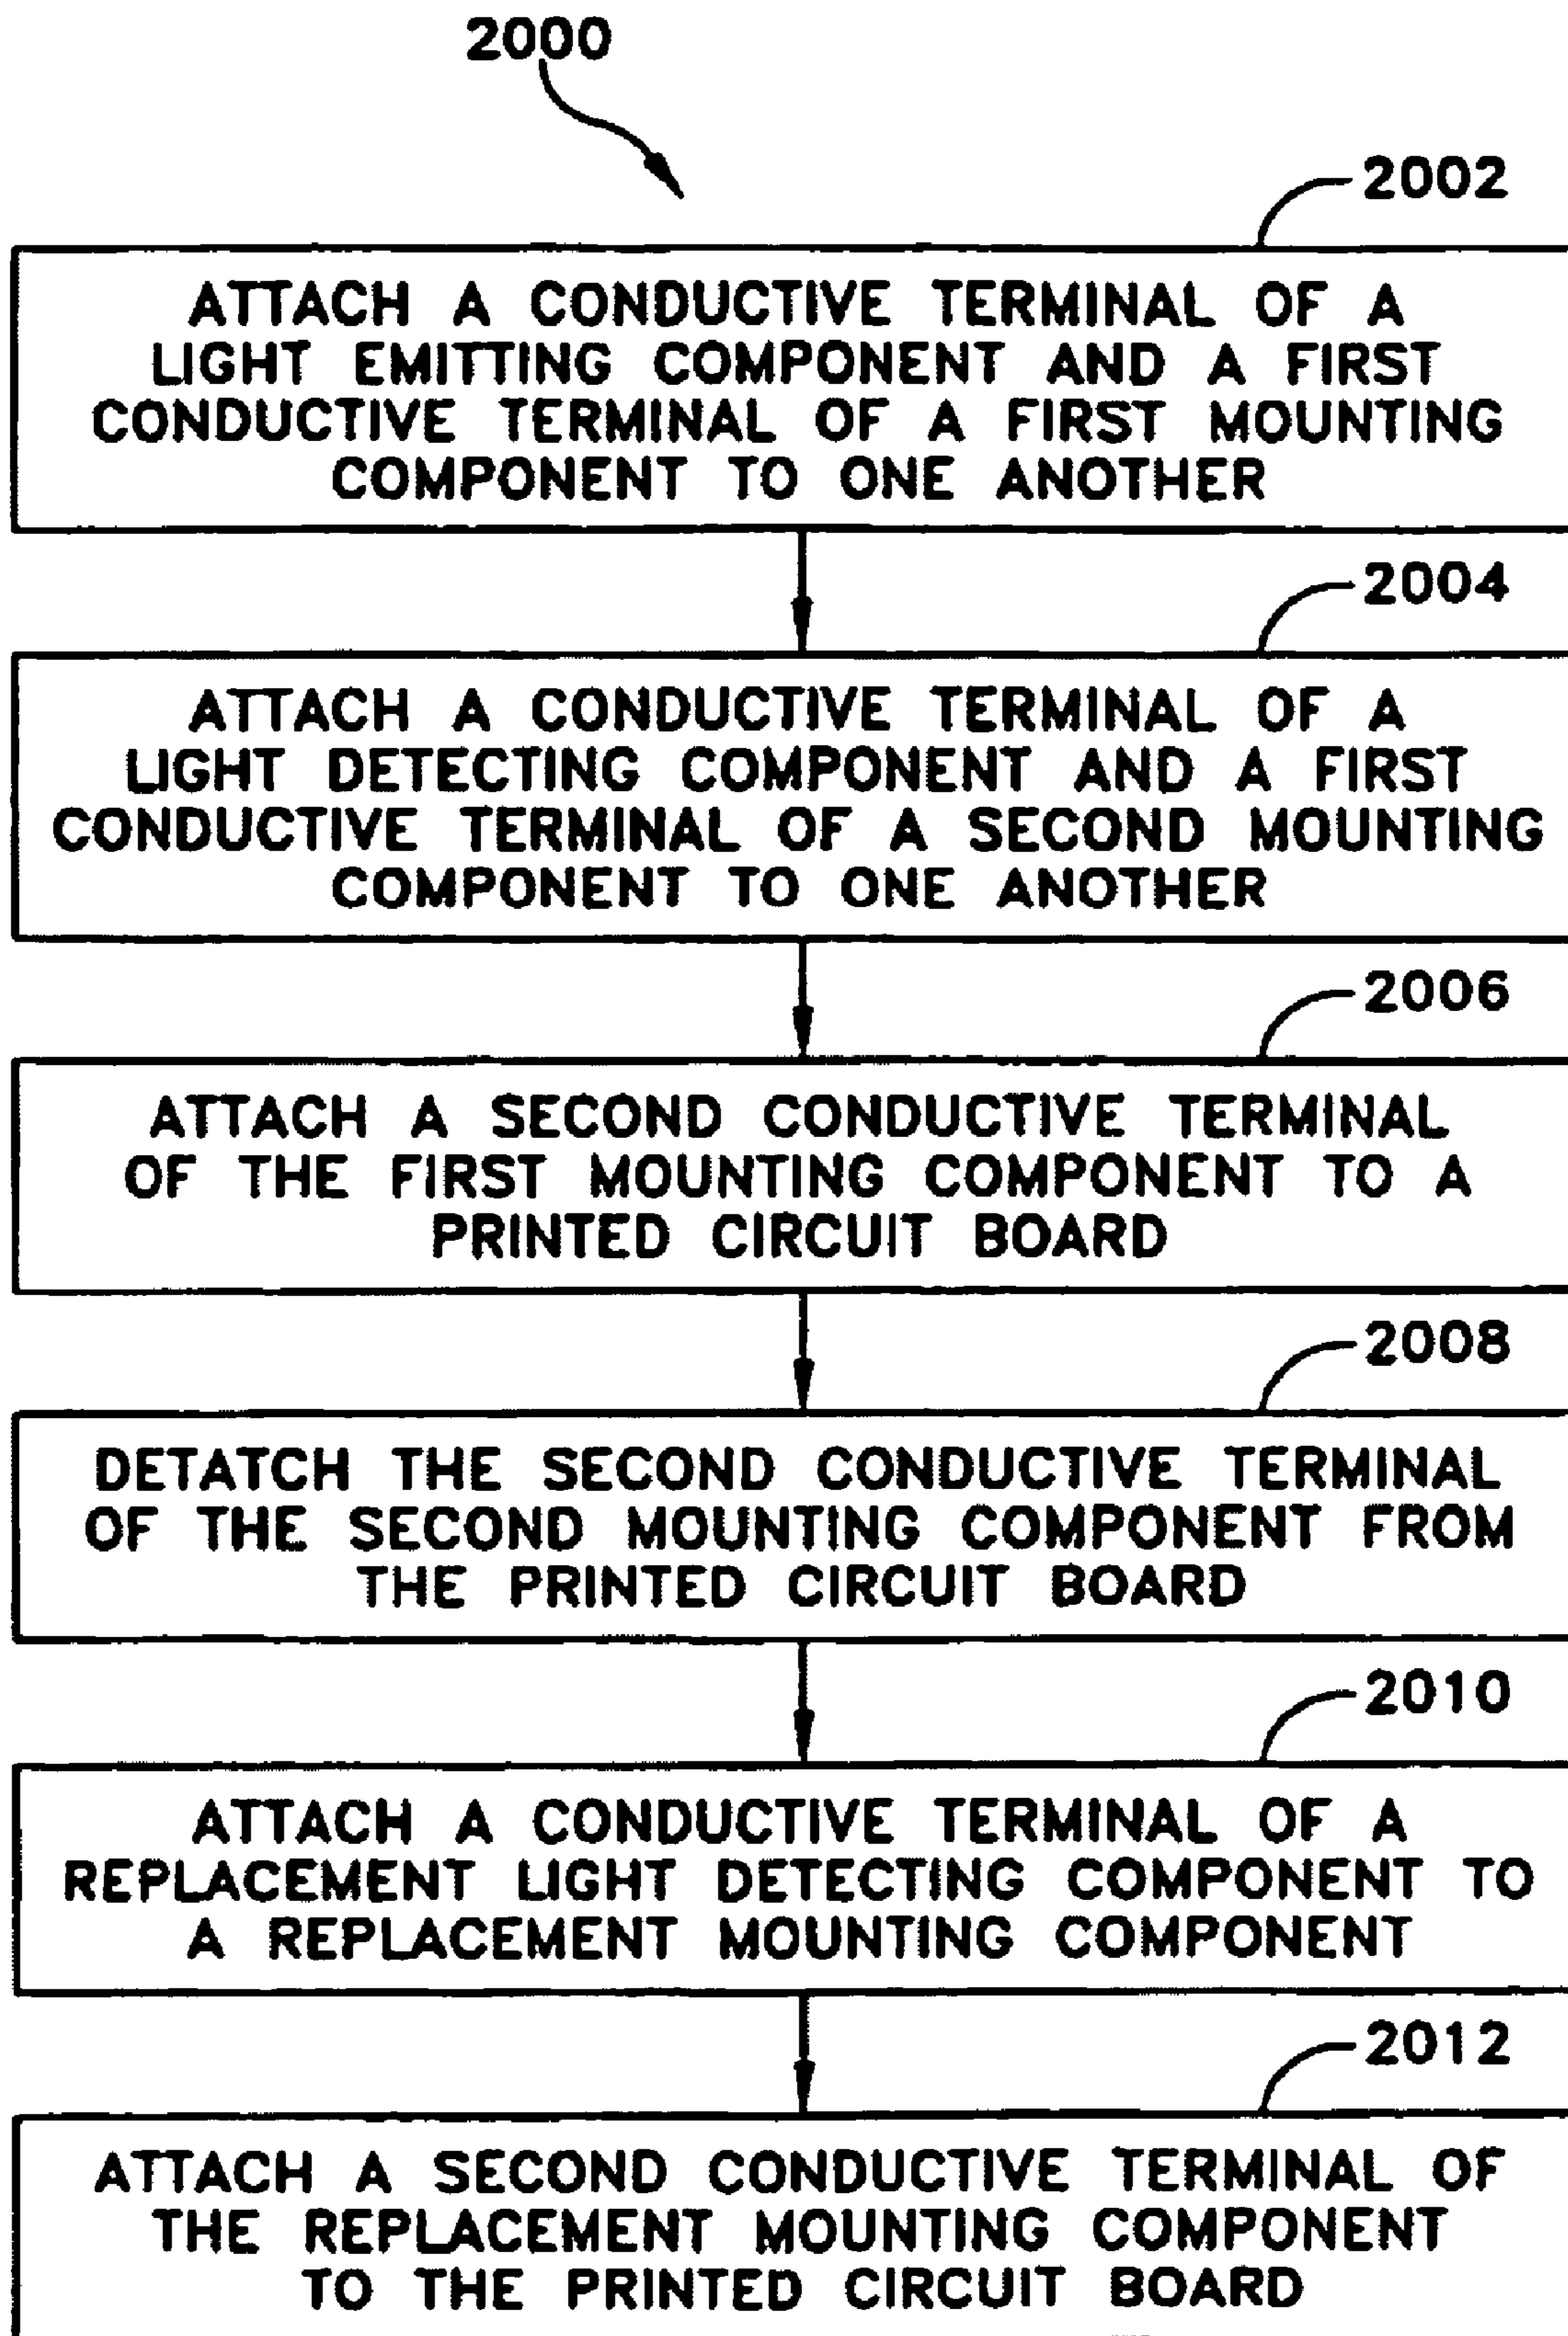 2000
2002
ATTACH A CONDUCTIVE TERMINAL OF A
LIGHT EMITTING COMPONENT AND A FIRST
CONDUCTIVE TERMINAL OF A FIRST MOUNTING
COMPONENT TO ONE ANOTHER
2004
ATTACH A CONDUCTIVE TERMINAL OF A
LIGHT DETECTING COMPONENT AND A FIRST
CONDUCTIVE TERMINAL OF A SECOND MOUNTING
COMPONENT TO ONE ANOTHER
2006
ATTACH A SECOND CONDUCTIVE TERMINAL
OF THE FIRST MOUNTING COMPONENT TO A
PRINTED CIRCUIT BOARD
2008
DETATCH THE SECOND CONDUCTIVE TERMINAL
OF THE SECOND MOUNTING COMPONENT FROM
THE PRINTED CIRCUIT BOARD
2010
ATTACH A CONDUCTIVE TERMINAL OF A
REPLACEMENT LIGHT DETECTING COMPONENT TO
A REPLACEMENT MOUNTING COMPONENT
2012
ATTACH A SECOND CONDUCTIVE TERMINAL OF
THE REPLACEMENT MOUNTING COMPONENT
TO THE PRINTED CIRCUIT BOARD